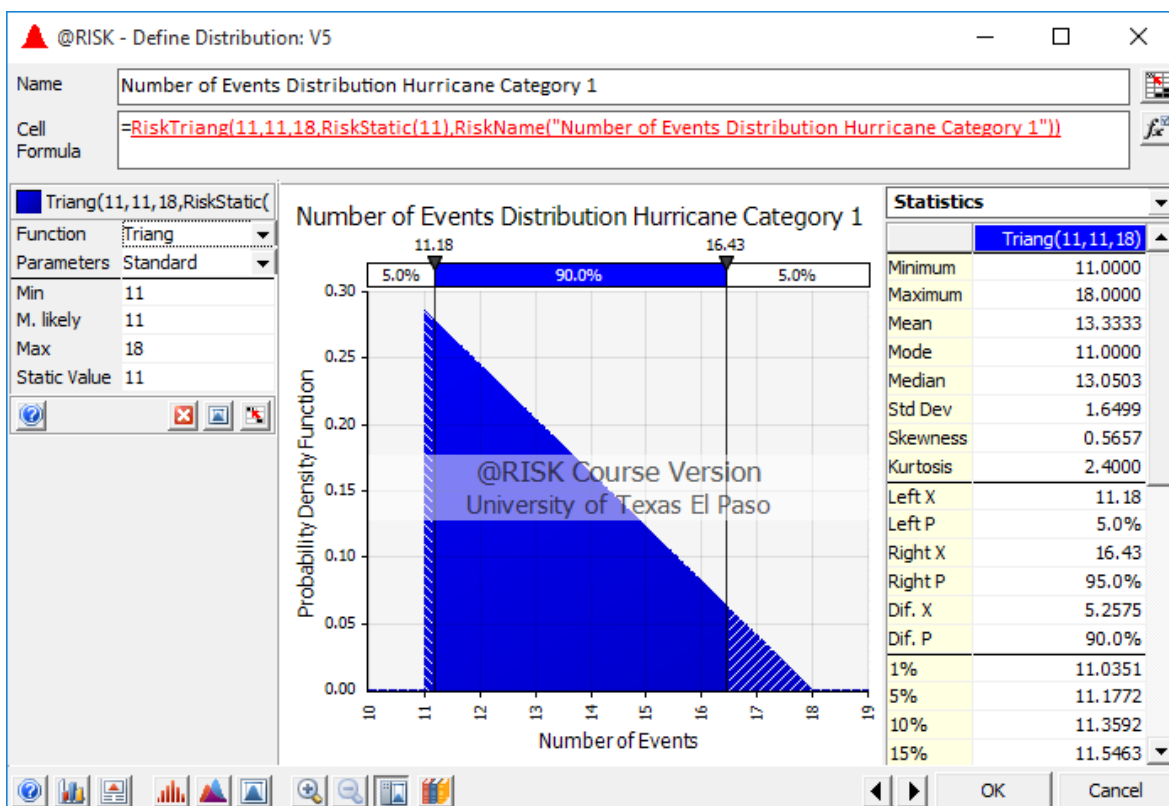 @RISK - Define Distribution: V5
Name
Number of Events Distribution Hurricane Category 1
Cell
Formula
=RiskTriang(11,11,18,RiskStatic(11),RiskName("Number of Events Distribution Hurricane Category 1"))
Triang(11,11,18,RiskStatic(
Function Triang
Parameters Standard
Min 11
M. likely 11
Max 18
Static Value 11
Number of Events Distribution Hurricane Category 1
11.18 16.43
5.0% 90.0% 5.0%
0.30
0.25
0.20
0.15
0.10
0.05
0.00
Probability Density Function
@RISK Course Version
University of Texas El Paso
10 11 12 13 14 15 16 17 18 19
Number of Events
Statistics
Triang(11,11,18)
Minimum 11.0000
Maximum 18.0000
Mean 13.3333
Mode 11.0000
Median 13.0503
Std Dev 1.6499
Skewness 0.5657
Kurtosis 2.4000
Left X 11.18
Left P 5.0%
Right X 16.43
Right P 95.0%
Dif. X 5.2575
Dif. P 90.0%
1% 11.0351
5% 11.1772
10% 11.3592
15% 11.5463
OK Cancel